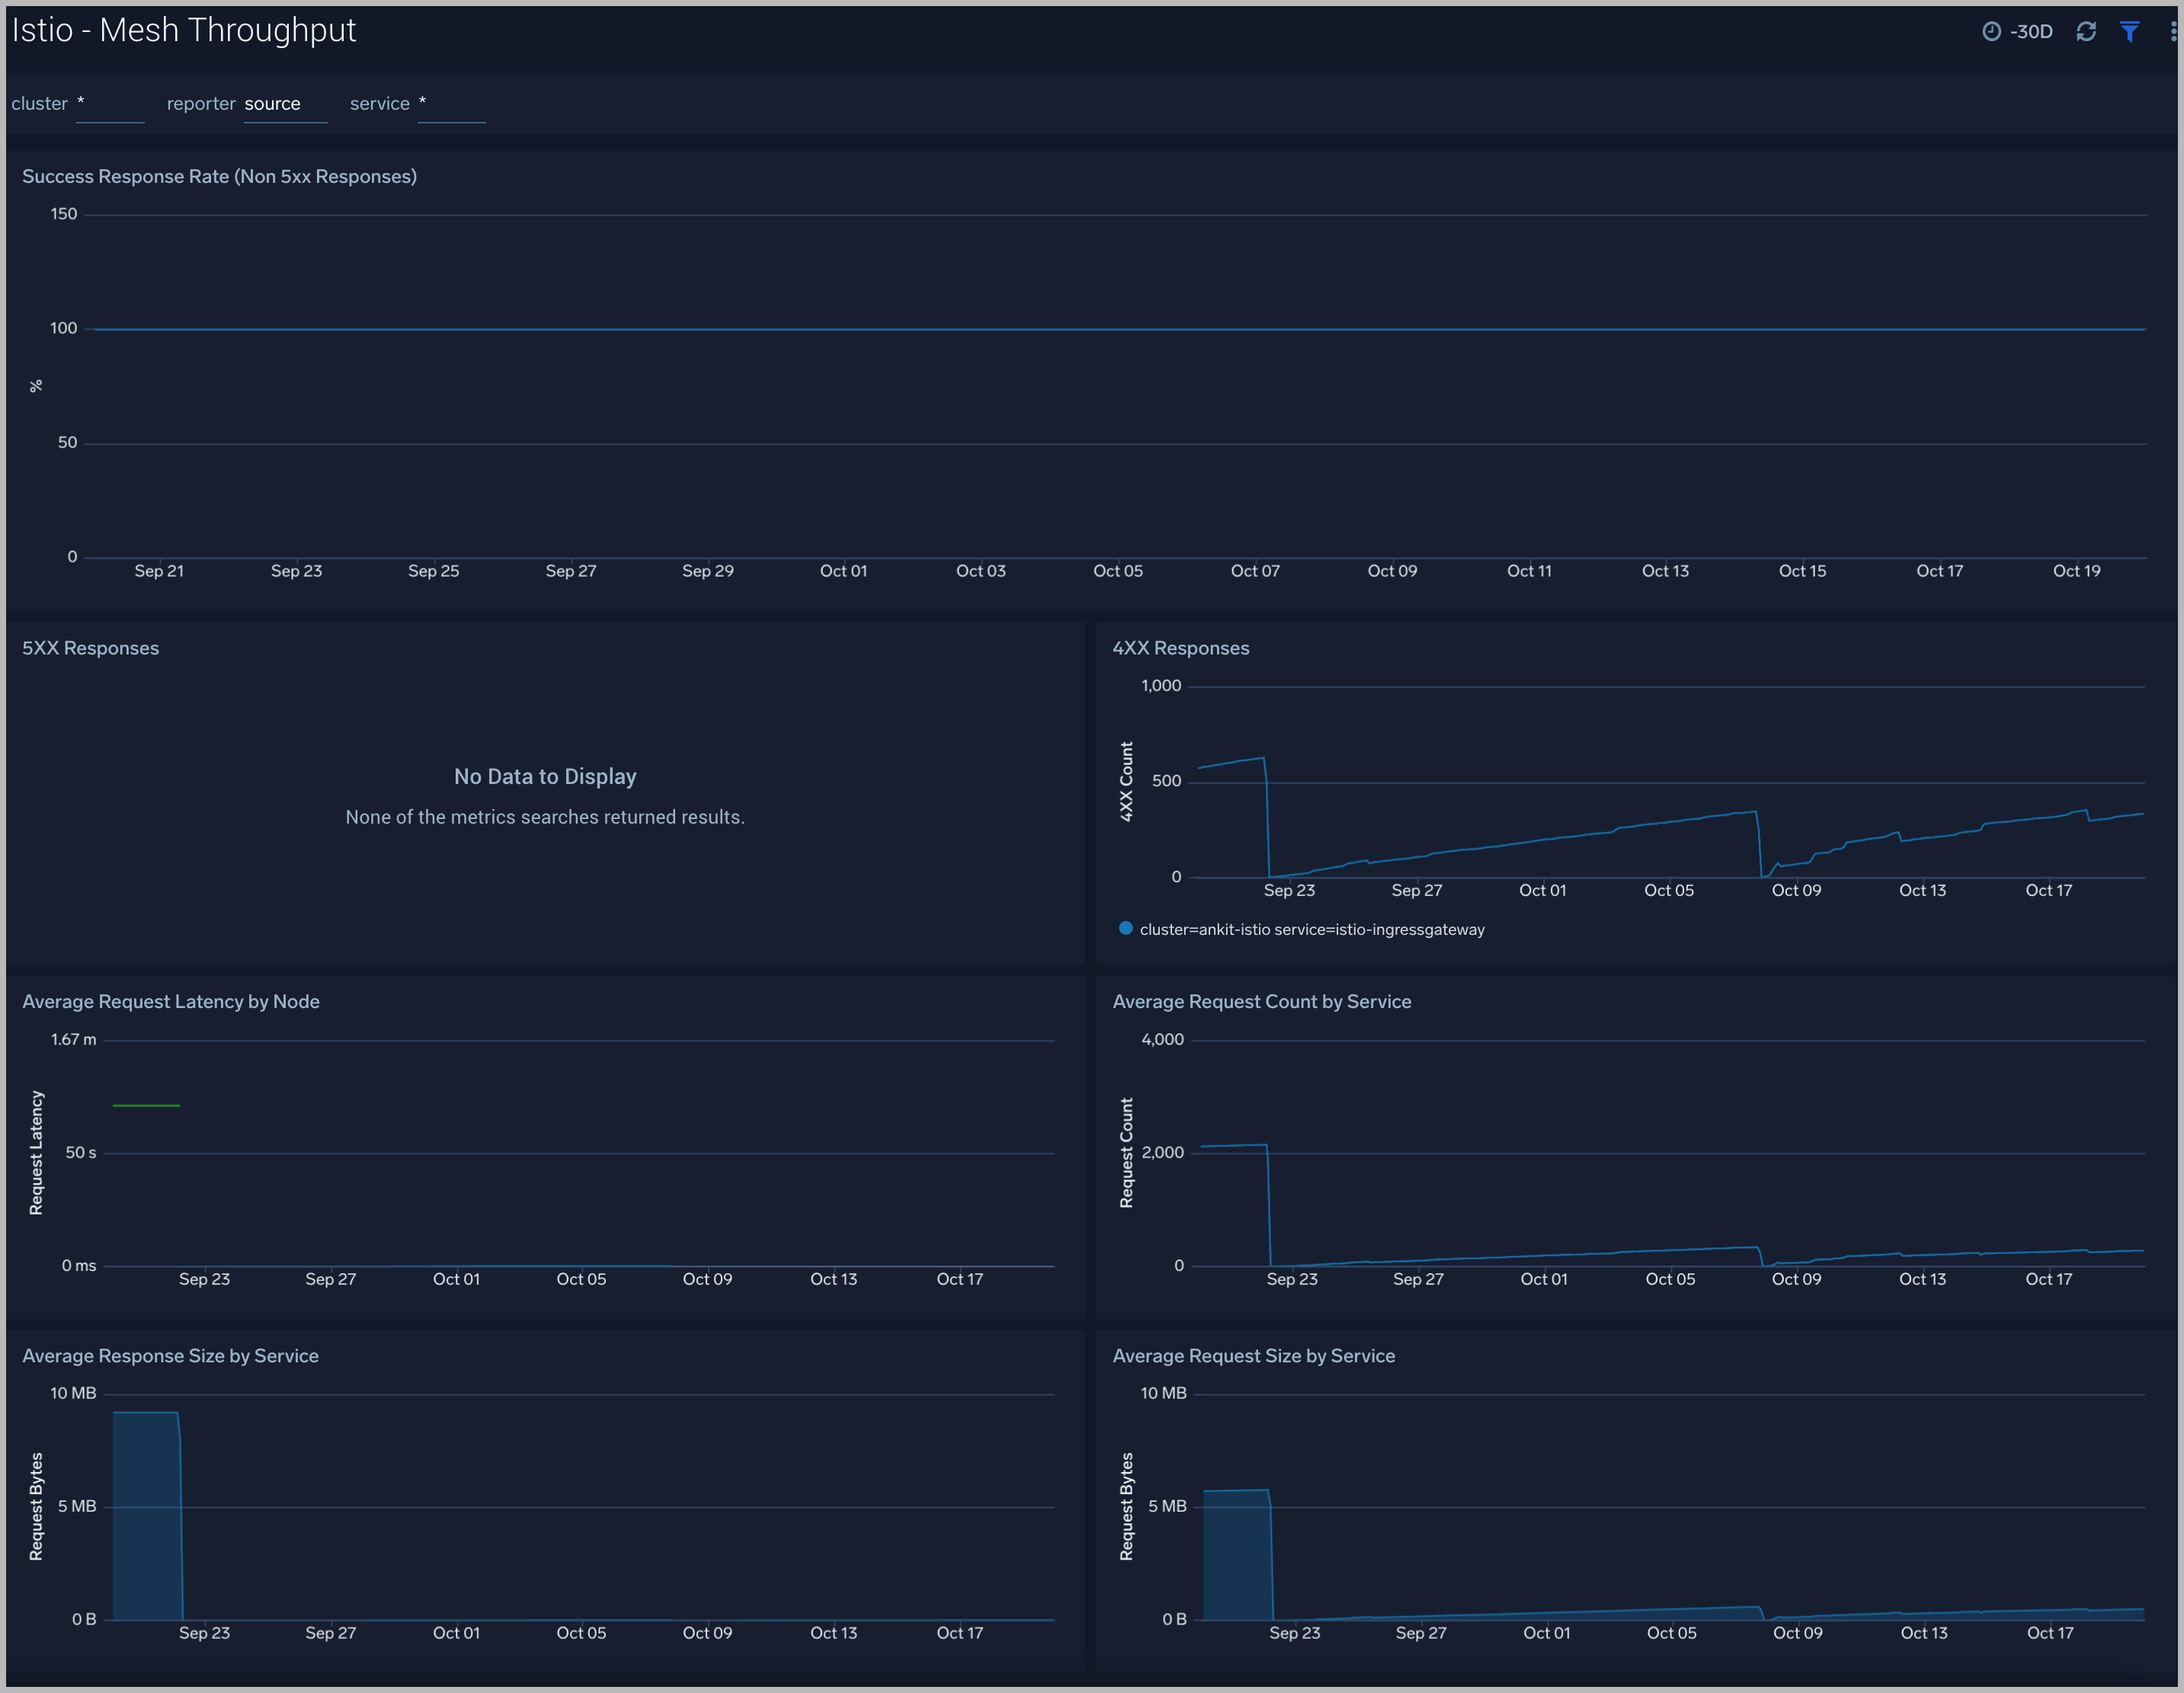 Istio - Mesh Throughput
-30D
cluster * reporter source service *
Success Response Rate (Non 5xx Responses)
150
100
%
50
0
Sep 21 Sep 23 Sep 25 Sep 27 Sep 29 Oct 01 Oct 03 Oct 05 Oct 07 Oct 09 Oct 11 Oct 13 Oct 15 Oct 17 Oct 19
5XX Responses
No Data to Display
None of the metrics searches returned results.
4XX Responses
1,000
4XX Count
500
0
Sep 23 Sep 27 Oct 01 Oct 05 Oct 09 Oct 13 Oct 17
cluster=ankit-istio service=istio-ingressgateway
Average Request Latency by Node
1.67 m
Request Latency
50 s
0 ms
Sep 23 Sep 27 Oct 01 Oct 05 Oct 09 Oct 13 Oct 17
Average Request Count by Service
4,000
Request Count
2,000
0
Sep 23 Sep 27 Oct 01 Oct 05 Oct 09 Oct 13 Oct 17
Average Response Size by Service
10 MB
Request Bytes
5 MB
0 B
Sep 23 Sep 27 Oct 01 Oct 05 Oct 09 Oct 13 Oct 17
Average Request Size by Service
10 MB
Request Bytes
5 MB
0 B
Sep 23 Sep 27 Oct 01 Oct 05 Oct 09 Oct 13 Oct 17